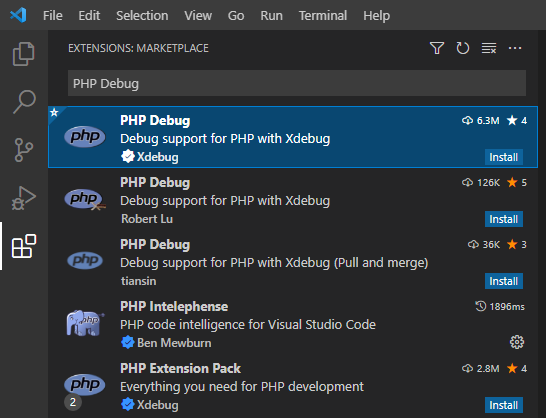 File Edit Selection View Go Run Terminal Help
EXTENSIONS: MARKETPLACE
PHP Debug
PHP Debug 6.3M 4
Debug support for PHP with Xdebug
Xdebug Install
PHP Debug 126K 5
Debug support for PHP with Xdebug
Robert Lu Install
PHP Debug 36K 3
Debug support for PHP with Xdebug (Pull and merge)
tiansin Install
PHP Intelephense 1896ms
PHP code intelligence for Visual Studio Code
Ben Mewburn
PHP Extension Pack 2.8M 4
Everything you need for PHP development
2 Xdebug Install
php
php
php
php
php